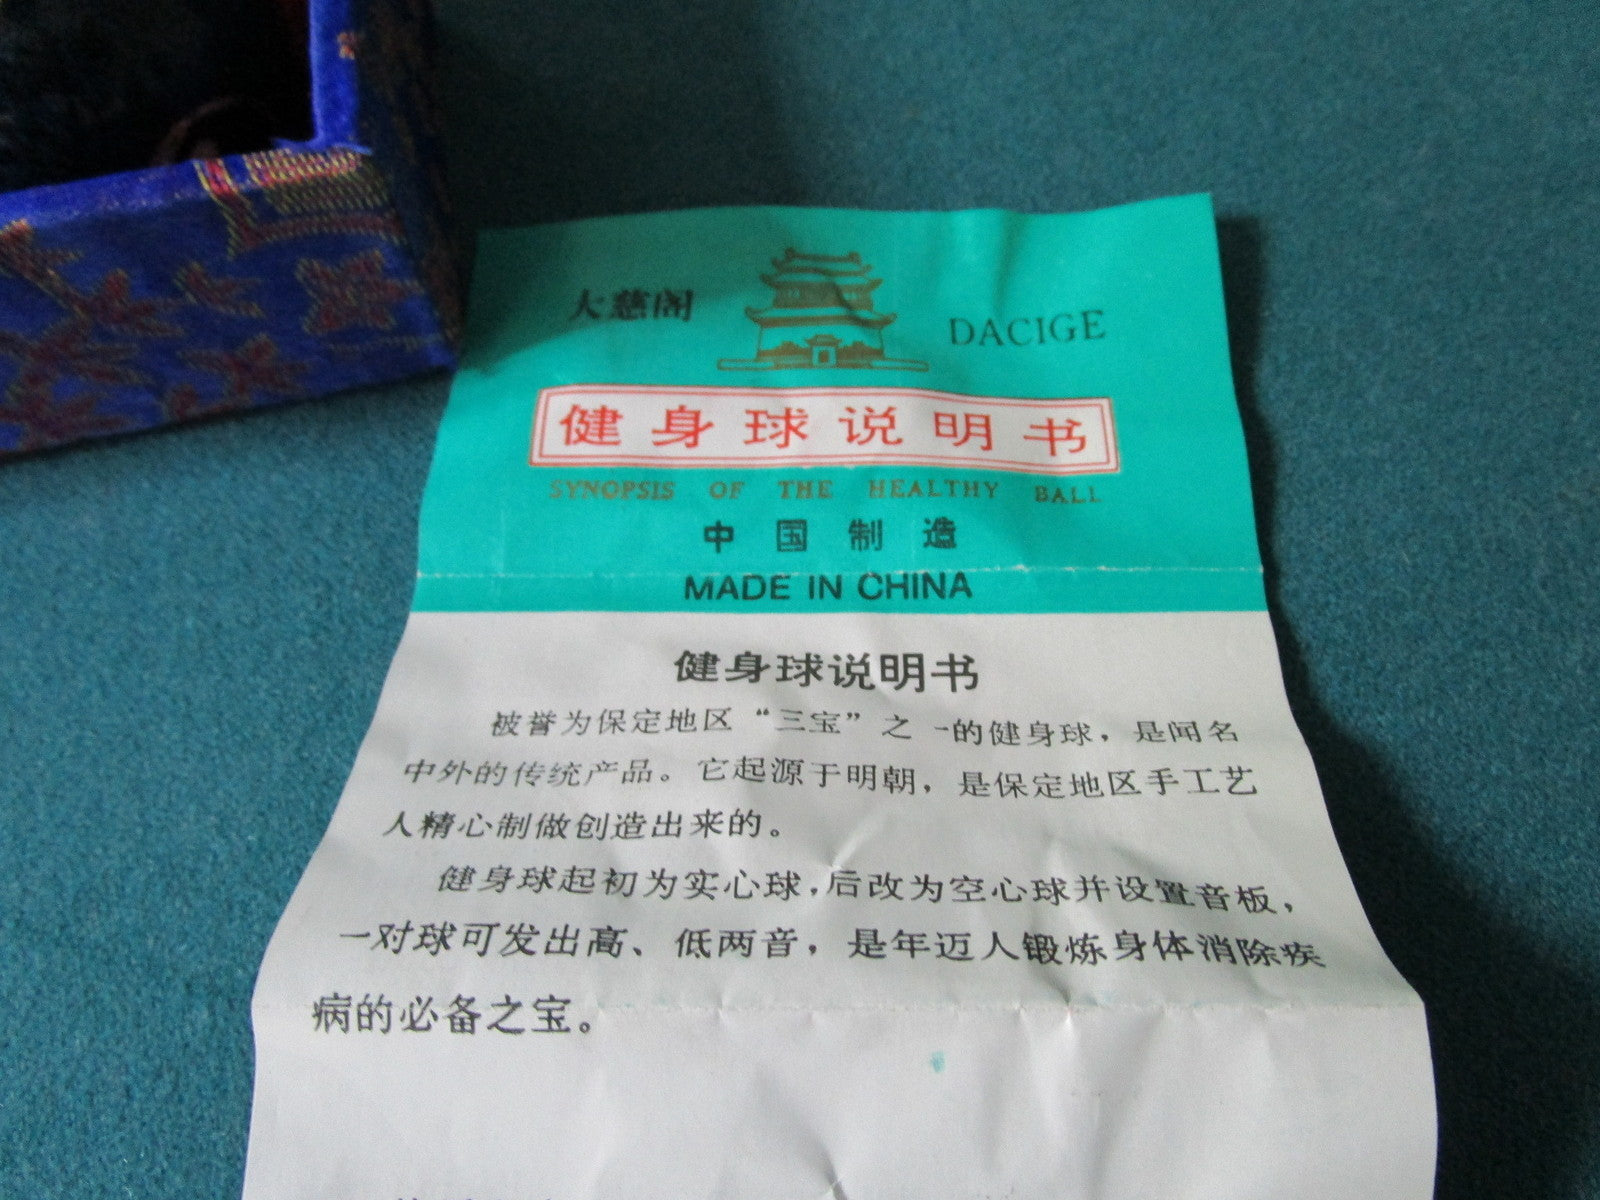 大慈阁 DACIGE
健身球说明书
SYNOPSIS OF THE HEALTHY BALL
中国制造
MADE IN CHINA
健身球说明书
被誉为保定地区“三宝”之一的健身球，是闻名
中外的传统产品。它起源于明朝，是保定地区手工艺
人精心制做创造出来的。
健身球起初为实心球，后改为空心球并设置音板，
一对球可发出高、低两音，是年迈人锻炼身体消除疾
病的必备之宝。